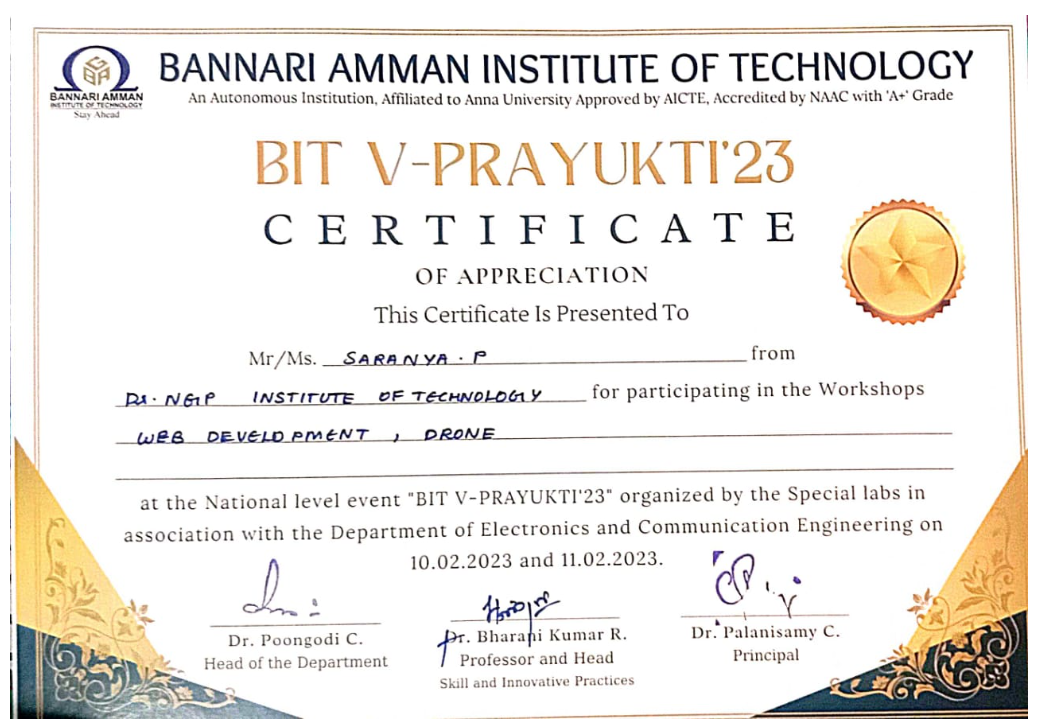 BANNARI AMMAN
INSTITUTE OF TECHNOLOGY
Stay Ahead
BANNARI AMMAN INSTITUTE OF TECHNOLOGY
An Autonomous Institution, Affiliated to Anna University Approved by AICTE, Accredited by NAAC with 'A+' Grade
BIT V-PRAYUKTI'23
CERTIFICATE
OF APPRECIATION
This Certificate Is Presented To
Mr/Ms. SARANYA . P from
Dr. NGP INSTITUTE OF TECHNOLOGY for participating in the Workshops
WEB DEVELOPMENT , DRONE
at the National level event "BIT V-PRAYUKTI'23" organized by the Special labs in
association with the Department of Electronics and Communication Engineering on
10.02.2023 and 11.02.2023.
Dr. Poongodi C. Dr. Bharani Kumar R. Dr. Palanisamy C.
Head of the Department Professor and Head Principal
Skill and Innovative Practices